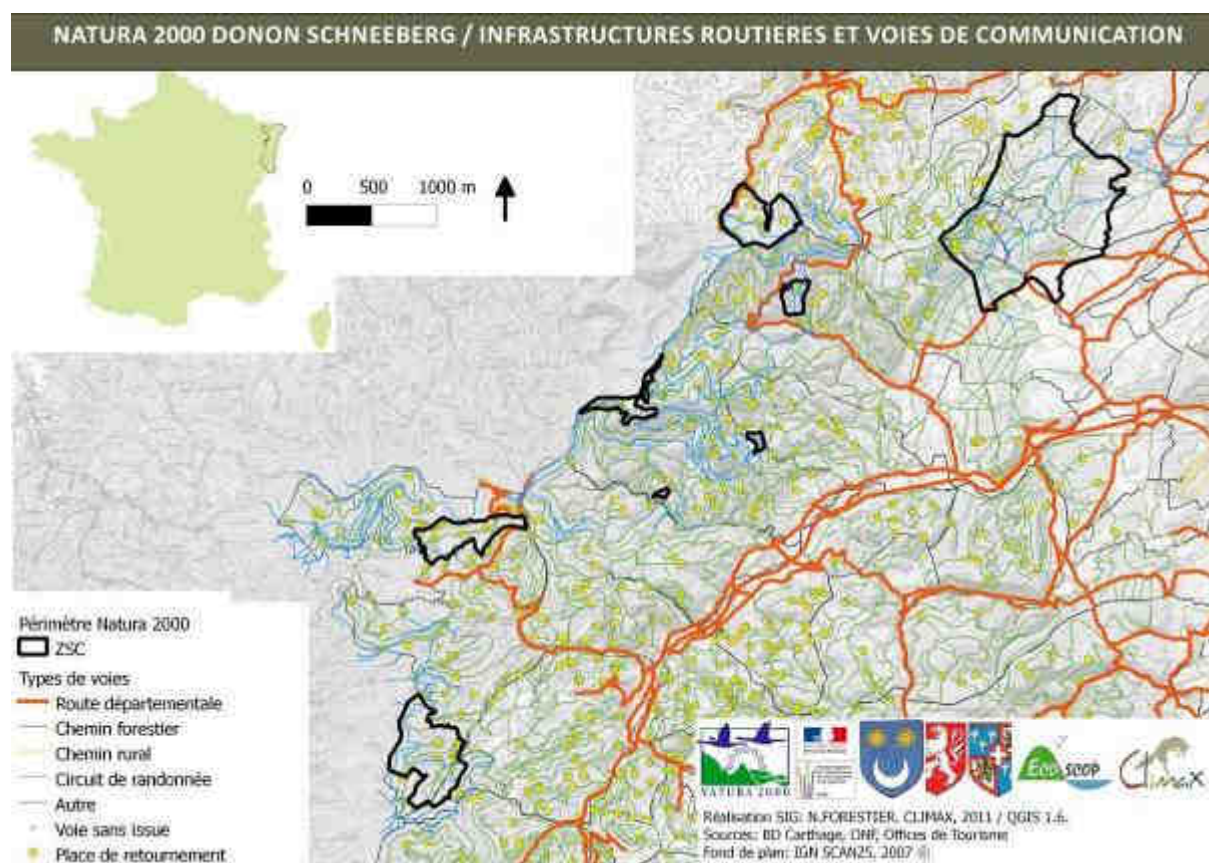 NATURA 2000 DONON SCHNEEBERG / INFRASTRUCTURES ROUTIERES ET VOIES DE COMMUNICATION
0 500 1000 m
Périmètre Natura 2000
ZSC
Types de voies
Route départementale
Chemin forestier
Chemin rural
Circuit de randonnée
Autre
Voie sans issue
Place de retournement
NATURA 2000
Ecoscop
Climax
Réalisation SIG: N.FORESTIER, CLIMAX, 2011 / QGIS 1.6.
Sources: BD Carthage, ONF, Offices de Tourisme
Fond de plan: IGN SCAN25, 2007 ©